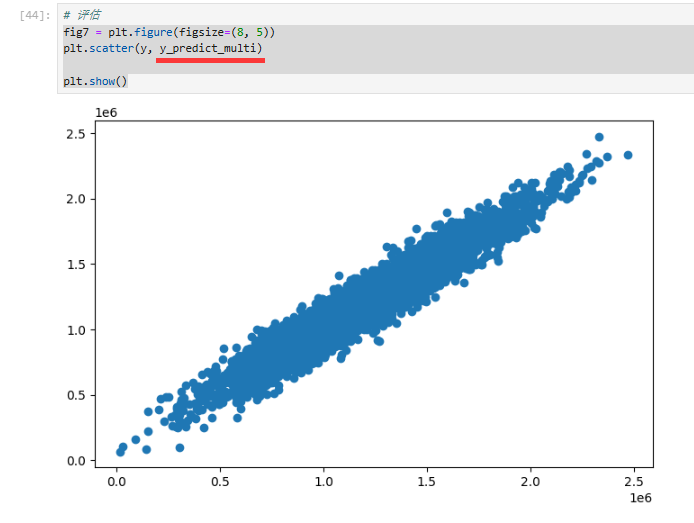 [44]:
# 评估
fig7 = plt.figure(figsize=(8, 5))
plt.scatter(y, y_predict_multi)
plt.show()
1e6
2.5
2.0
1.5
1.0
0.5
0.0
0.0 0.5 1.0 1.5 2.0 2.5
1e6